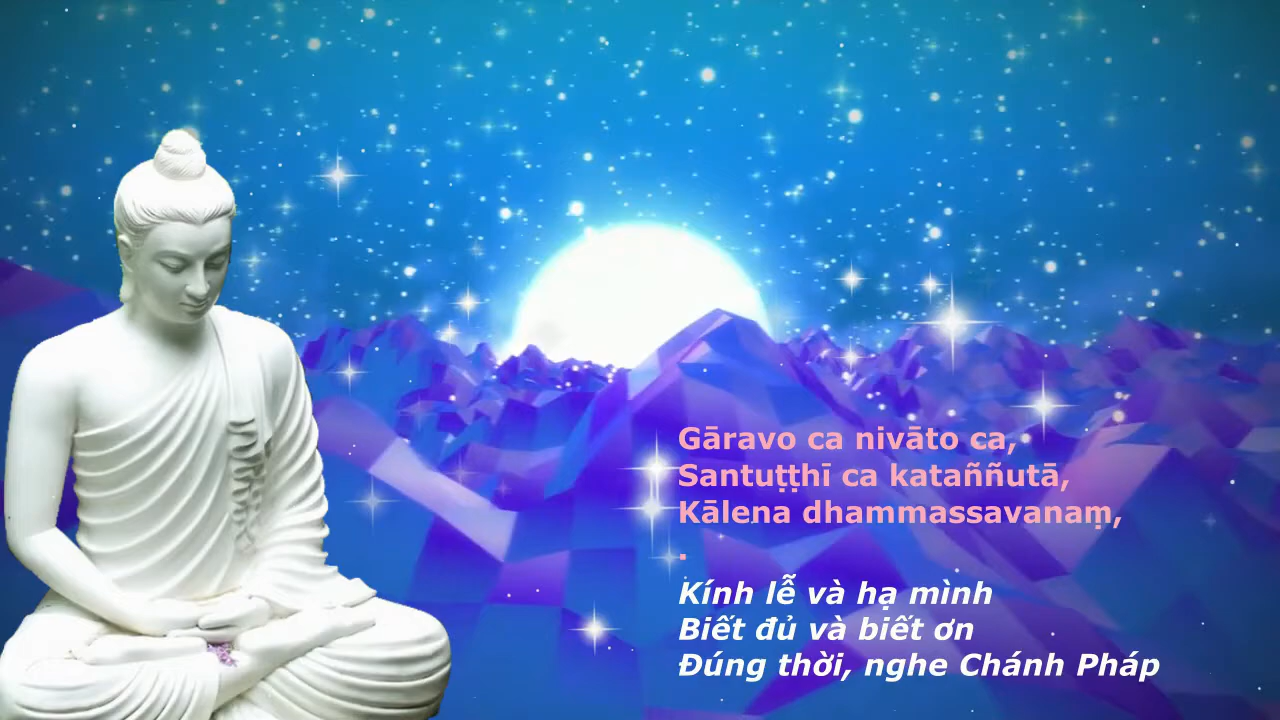 Gāravo ca nivāto ca,
Santuṭṭhī ca kataññutā,
Kālena dhammassavanaṃ,
.
Kính lễ và hạ mình
Biết đủ và biết ơn
Đúng thời, nghe Chánh Pháp